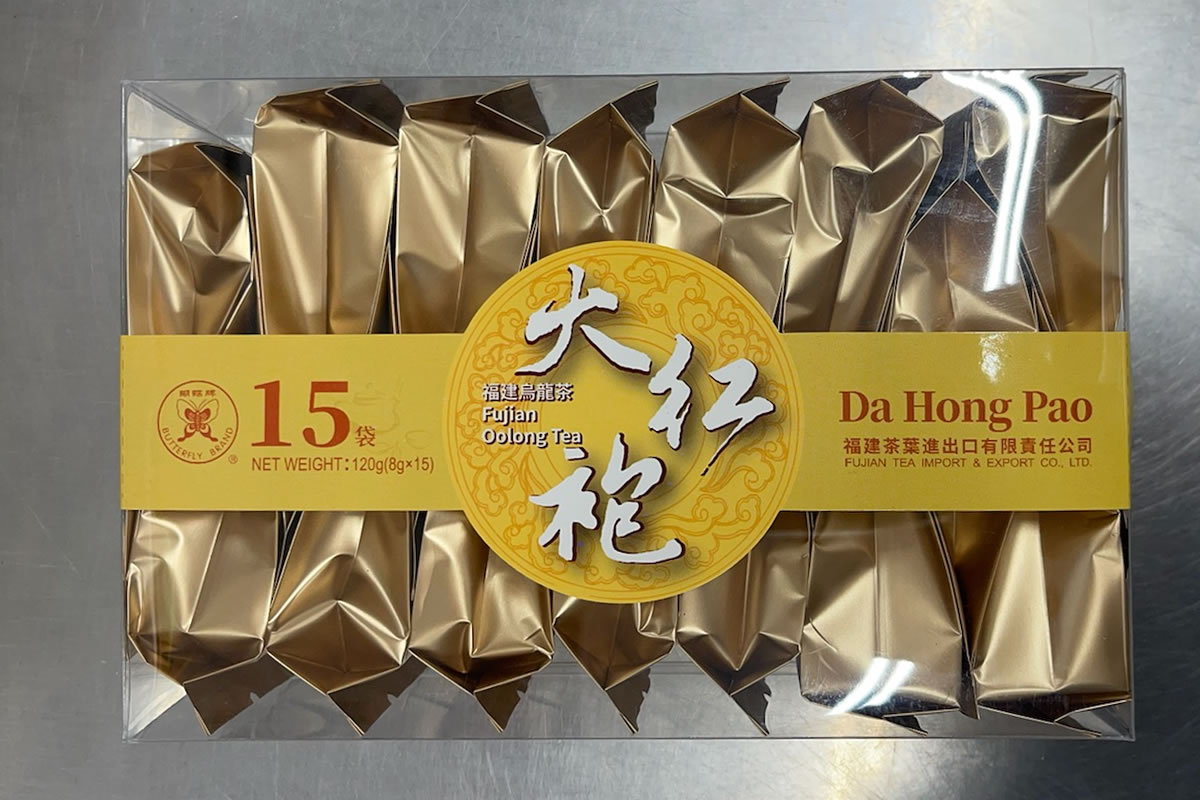 蝴蝶牌
BUTTERFLY BRAND
®
15袋
NET WEIGHT:120g(8g×15)
大红袍
福建烏龍茶
Fujian
Oolong Tea
Da Hong Pao
福建茶葉進出口有限責任公司
FUJIAN TEA IMPORT & EXPORT CO., LTD.